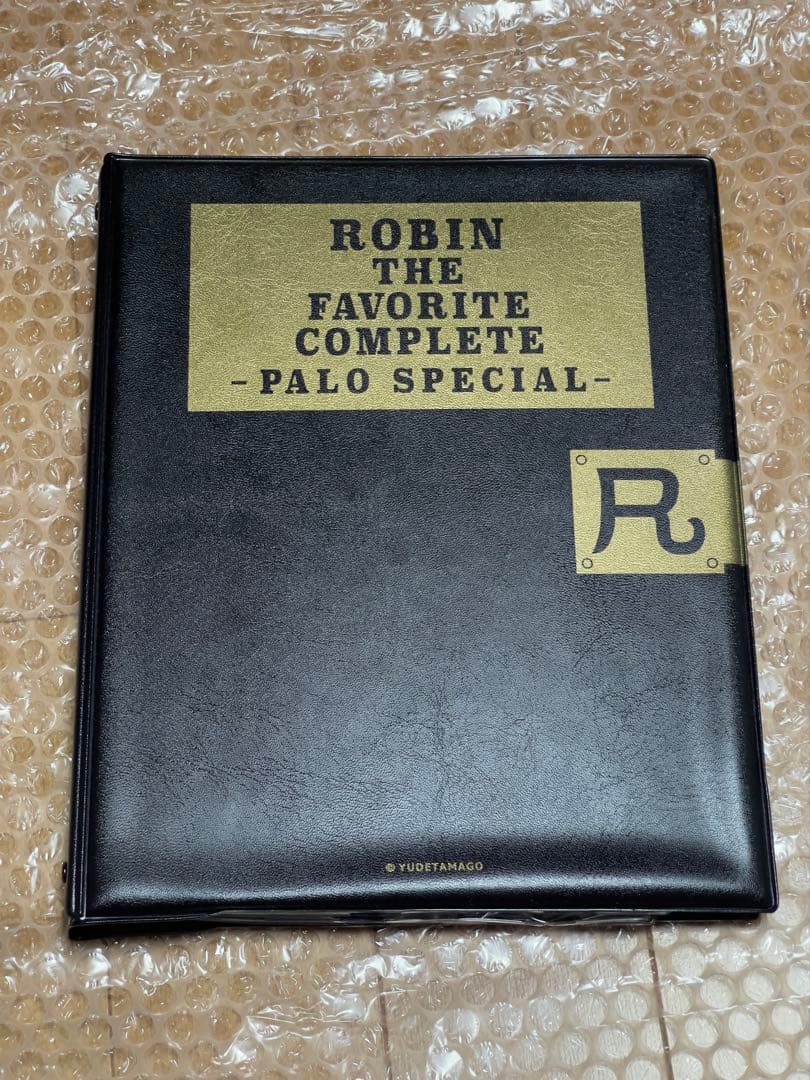 ROBIN
THE
FAVORITE
COMPLETE
-PALO SPECIAL-
R
© YUDETAMAGO